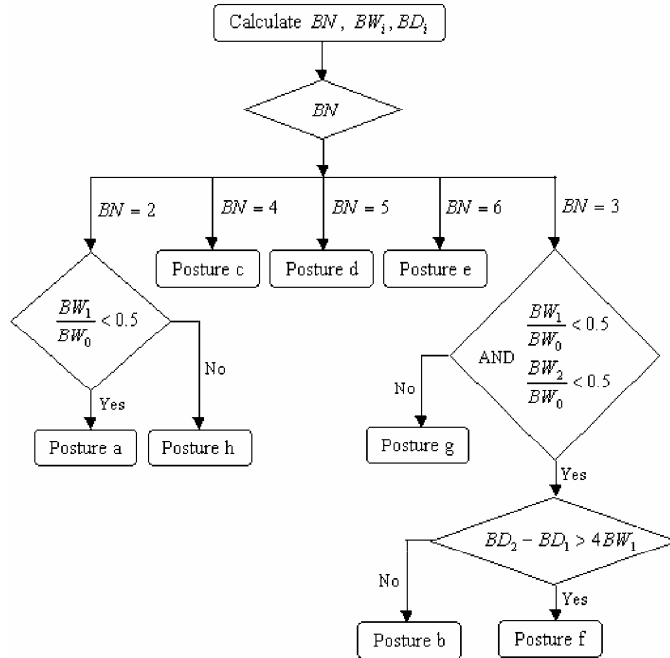 Calculate BN, BW_i, BD_i
BN
BN = 2
BN = 4
BN = 5
BN = 6
BN = 3
Posture c
Posture d
Posture e
BW_1/BW_0 < 0.5
BW_1/BW_0 < 0.5
AND
BW_2/BW_0 < 0.5
No
No
Yes
Posture a
Posture h
Posture g
Yes
BD_2 − BD_1 > 4BW_1
No
Yes
Posture b
Posture f